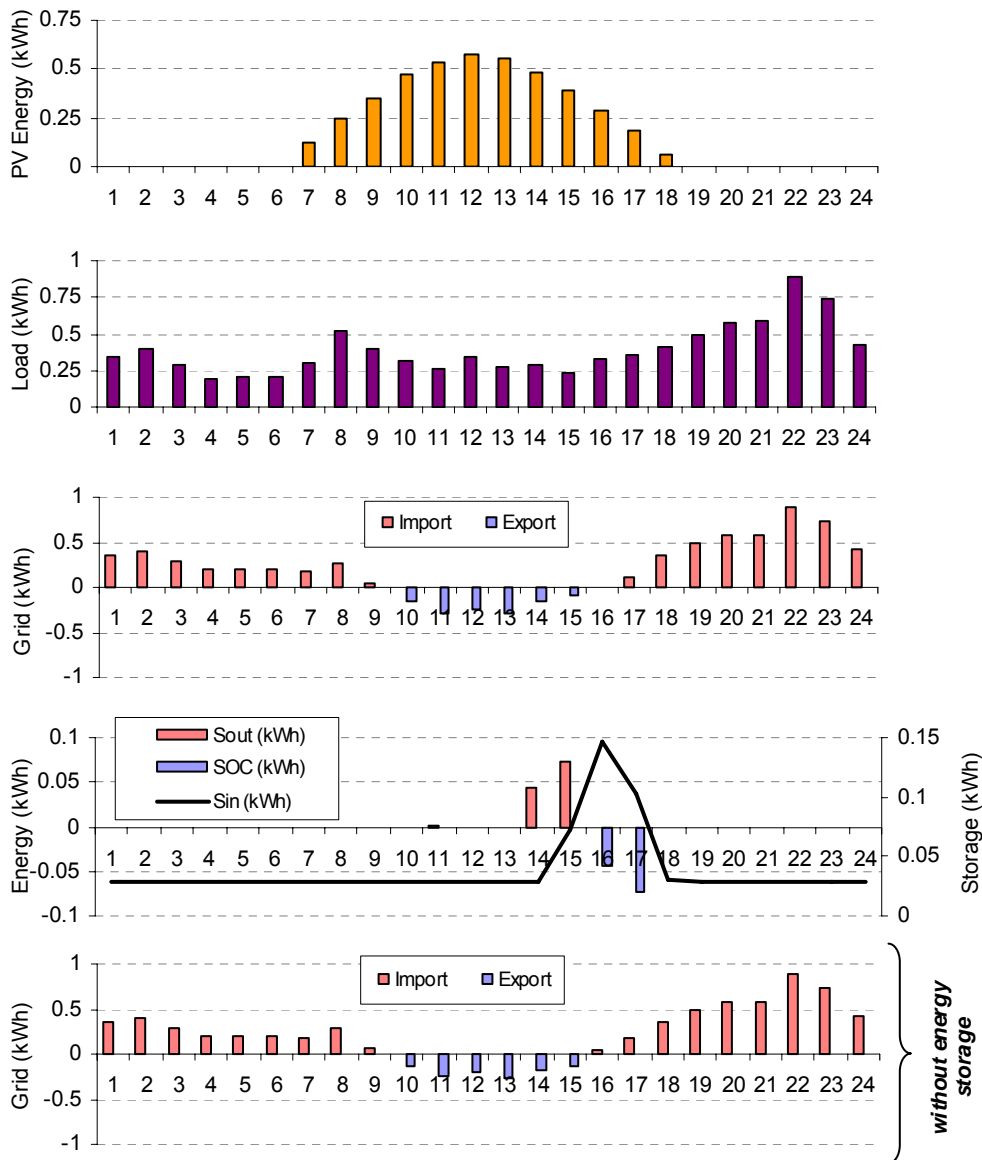 PV Energy (kWh)
0.75
0.5
0.25
0
1 2 3 4 5 6 7 8 9 10 11 12 13 14 15 16 17 18 19 20 21 22 23 24
Load (kWh)
1
0.75
0.5
0.25
0
1 2 3 4 5 6 7 8 9 10 11 12 13 14 15 16 17 18 19 20 21 22 23 24
Grid (kWh)
1
0.5
0
-0.5
-1
Import Export
1 2 3 4 5 6 7 8 9 10 11 12 13 14 15 16 17 18 19 20 21 22 23 24
Energy (kWh)
0.1
0.05
0
-0.05
-0.1
Sout (kWh)
SOC (kWh)
Sin (kWh)
1 2 3 4 5 6 7 8 9 10 11 12 13 14 15 16 17 18 19 20 21 22 23 24
0.15
0.1
0.05
0
Storage (kWh)
Grid (kWh)
1
0.5
0
-0.5
-1
Import Export
1 2 3 4 5 6 7 8 9 10 11 12 13 14 15 16 17 18 19 20 21 22 23 24
without energy
storage